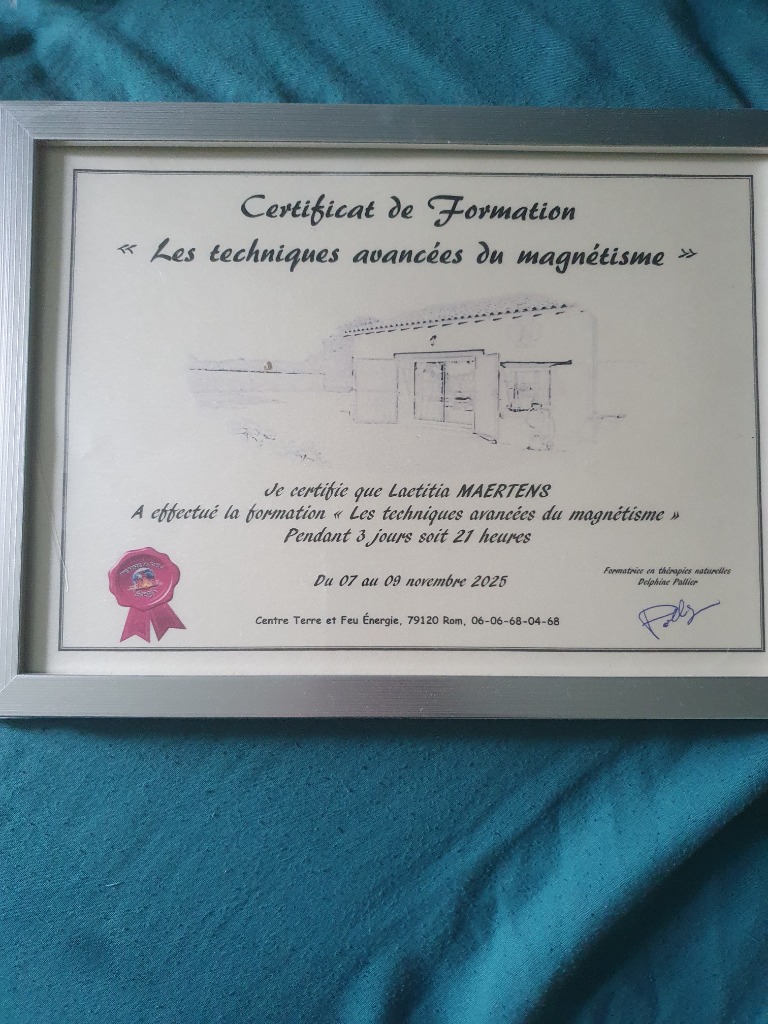 Certificat de Formation
« Les techniques avancées du magnétisme »
Je certifie que Laetitia MAERTENS
A effectué la formation « Les techniques avancées du magnétisme »
Pendant 3 jours soit 21 heures
Du 07 au 09 novembre 2025
Formatrice en thérapies naturelles
Delphine Pallier
Centre Terre et Feu Énergie, 79120 Rom, 06-06-68-04-68